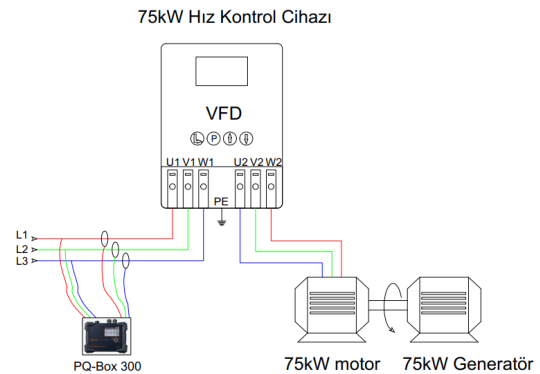 75kW Hız Kontrol Cihazı
VFD
P
U1 V1 W1 U2 V2 W2
PE
L1
L2
L3
PQ-Box 300
75kW motor 75kW Generatör